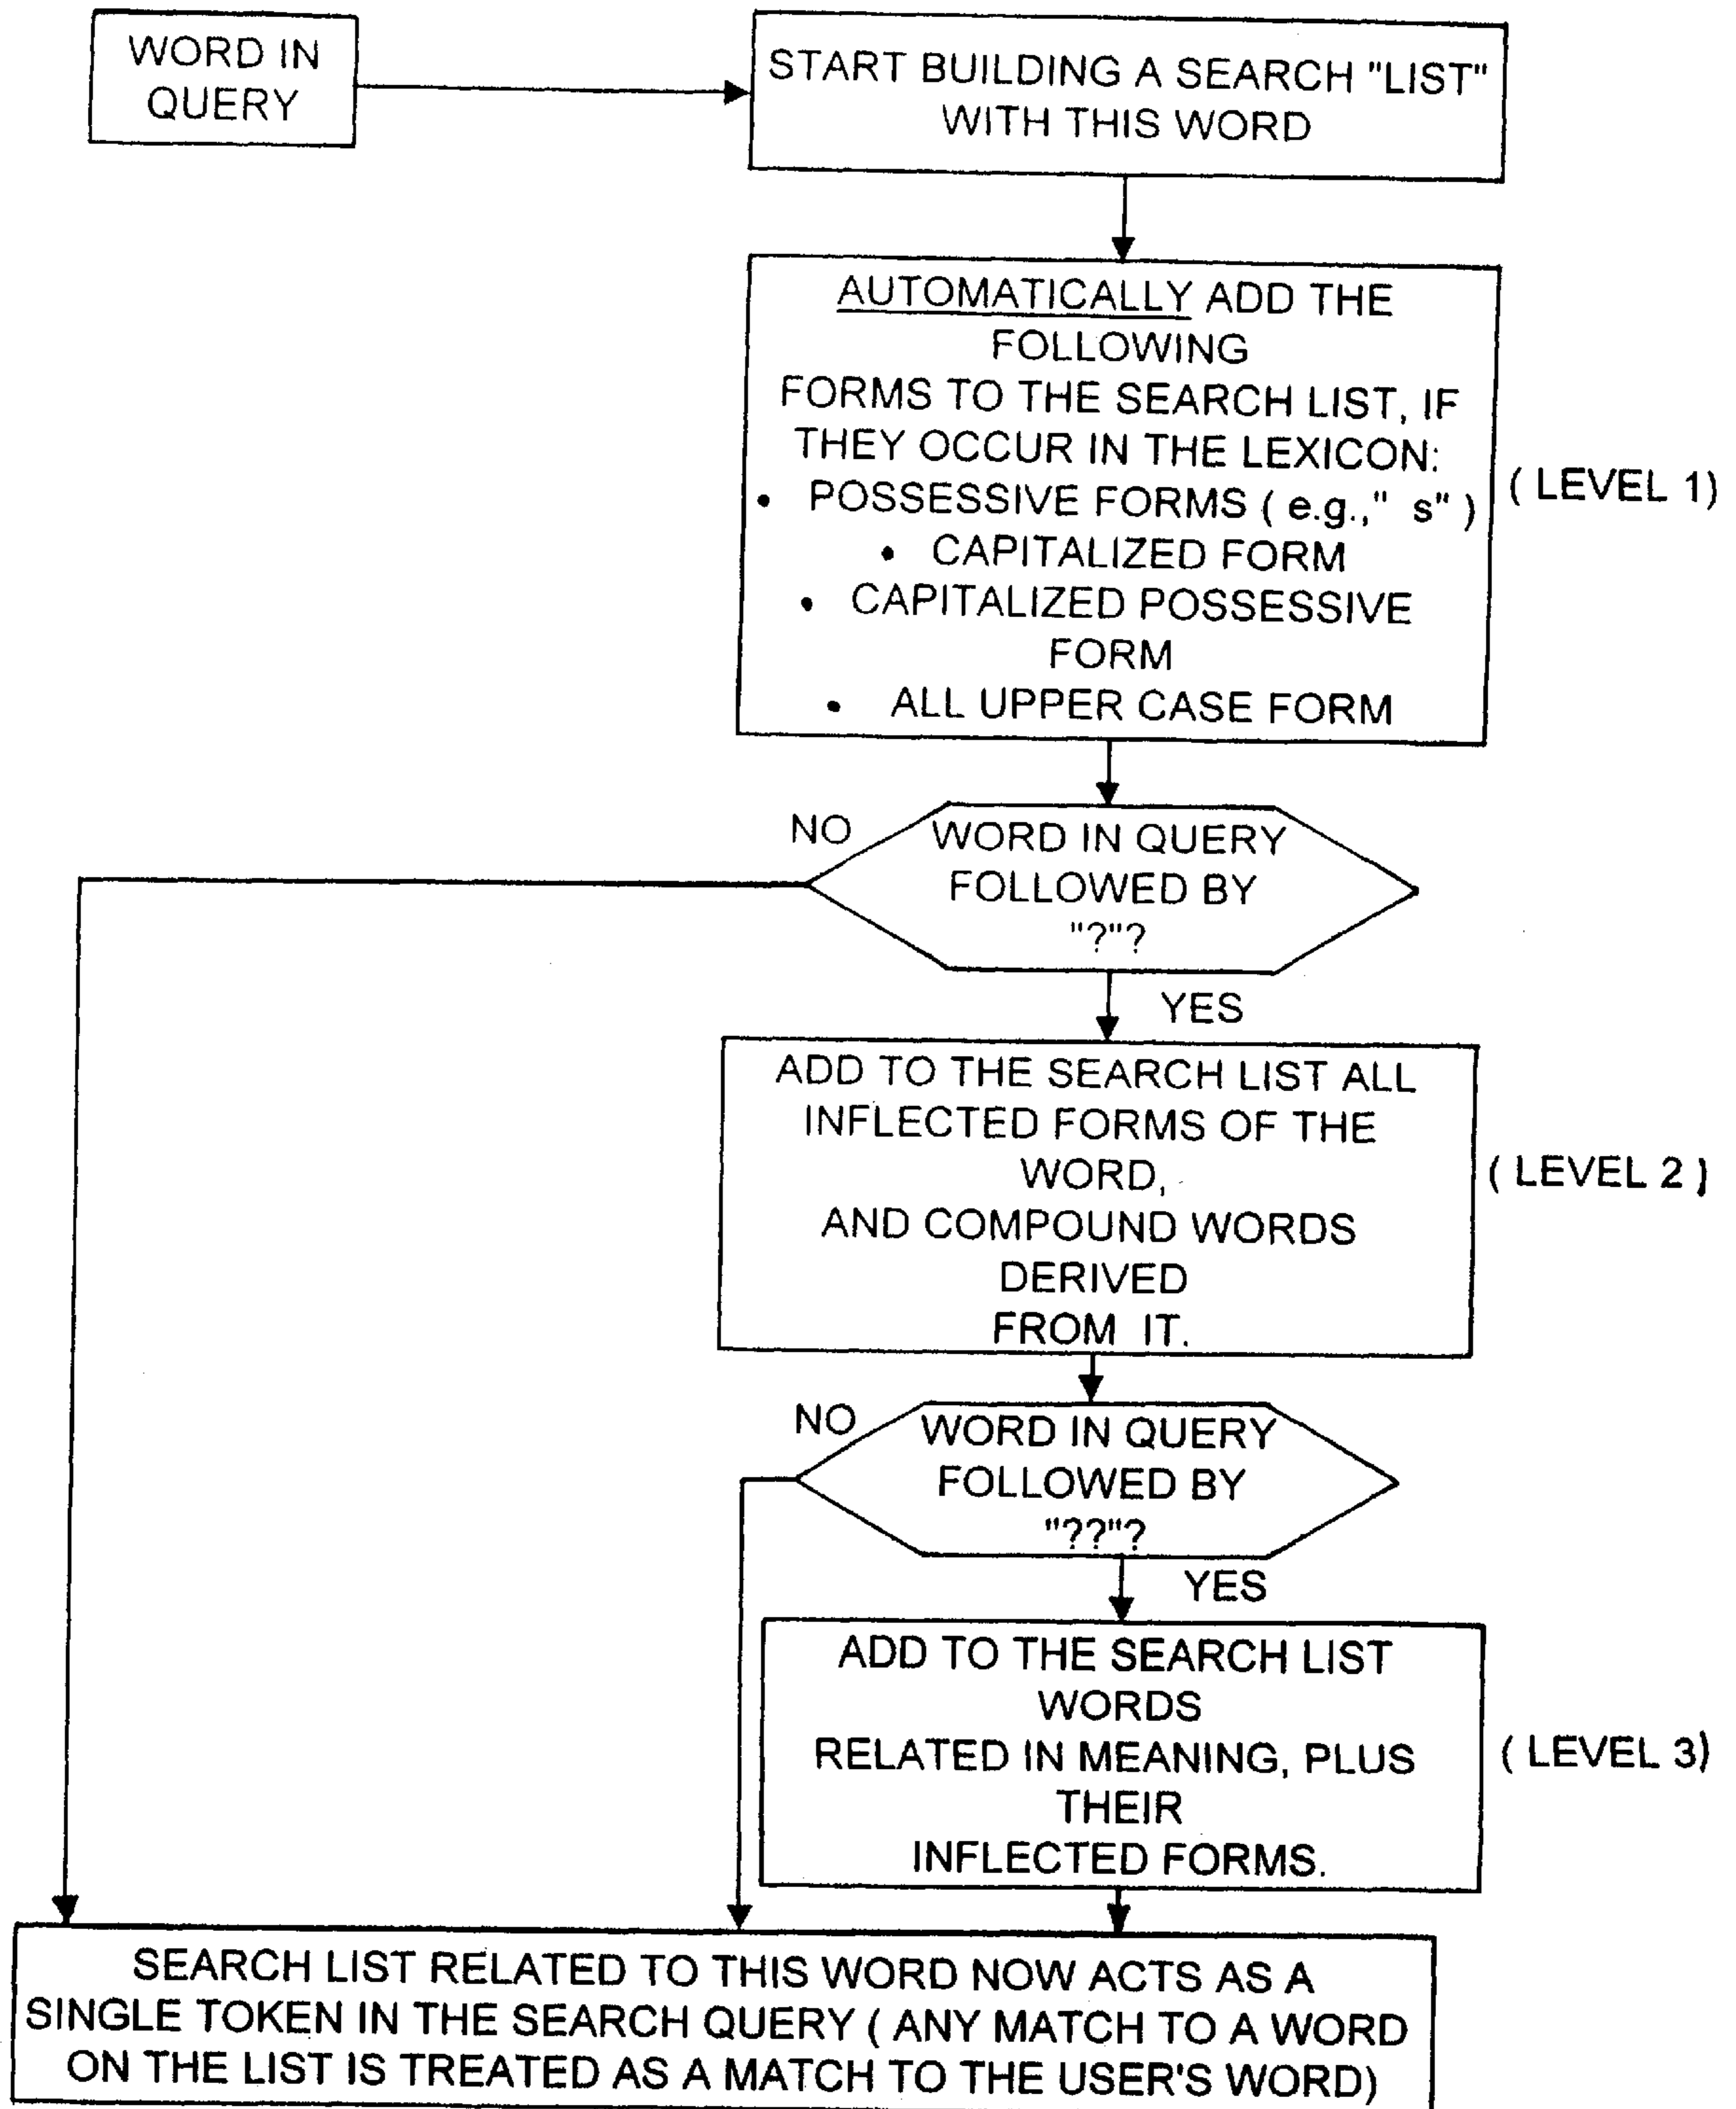 WORD IN
QUERY
START BUILDING A SEARCH "LIST"
WITH THIS WORD
AUTOMATICALLY ADD THE
FOLLOWING
FORMS TO THE SEARCH LIST, IF
THEY OCCUR IN THE LEXICON:
• POSSESSIVE FORMS ( e.g.," s" )
• CAPITALIZED FORM
• CAPITALIZED POSSESSIVE
FORM
• ALL UPPER CASE FORM
( LEVEL 1)
NO
WORD IN QUERY
FOLLOWED BY
"?"?
YES
ADD TO THE SEARCH LIST ALL
INFLECTED FORMS OF THE
WORD,
AND COMPOUND WORDS
DERIVED
FROM IT.
( LEVEL 2 )
NO
WORD IN QUERY
FOLLOWED BY
"??"?
YES
ADD TO THE SEARCH LIST
WORDS
RELATED IN MEANING, PLUS
THEIR
INFLECTED FORMS.
( LEVEL 3)
SEARCH LIST RELATED TO THIS WORD NOW ACTS AS A
SINGLE TOKEN IN THE SEARCH QUERY ( ANY MATCH TO A WORD
ON THE LIST IS TREATED AS A MATCH TO THE USER'S WORD)